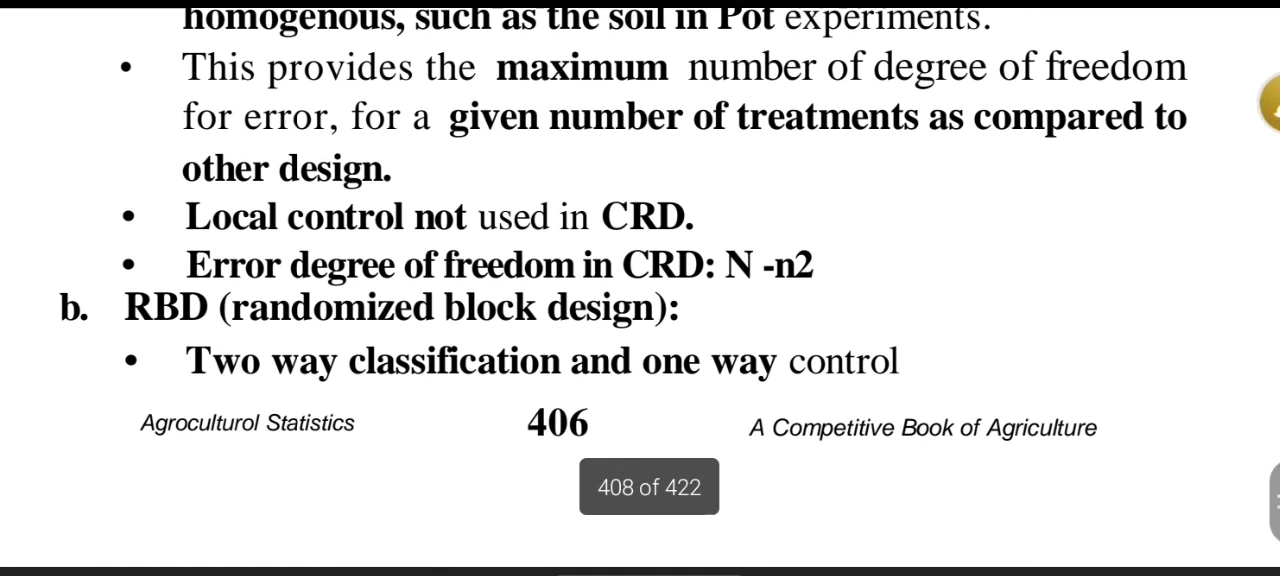 homogenous, such as the soil in Pot experiments.
• This provides the maximum number of degree of freedom
for error, for a given number of treatments as compared to
other design.
• Local control not used in CRD.
• Error degree of freedom in CRD: N -n2
b. RBD (randomized block design):
• Two way classification and one way control
Agroculturol Statistics 406 A Competitive Book of Agriculture
408 of 422